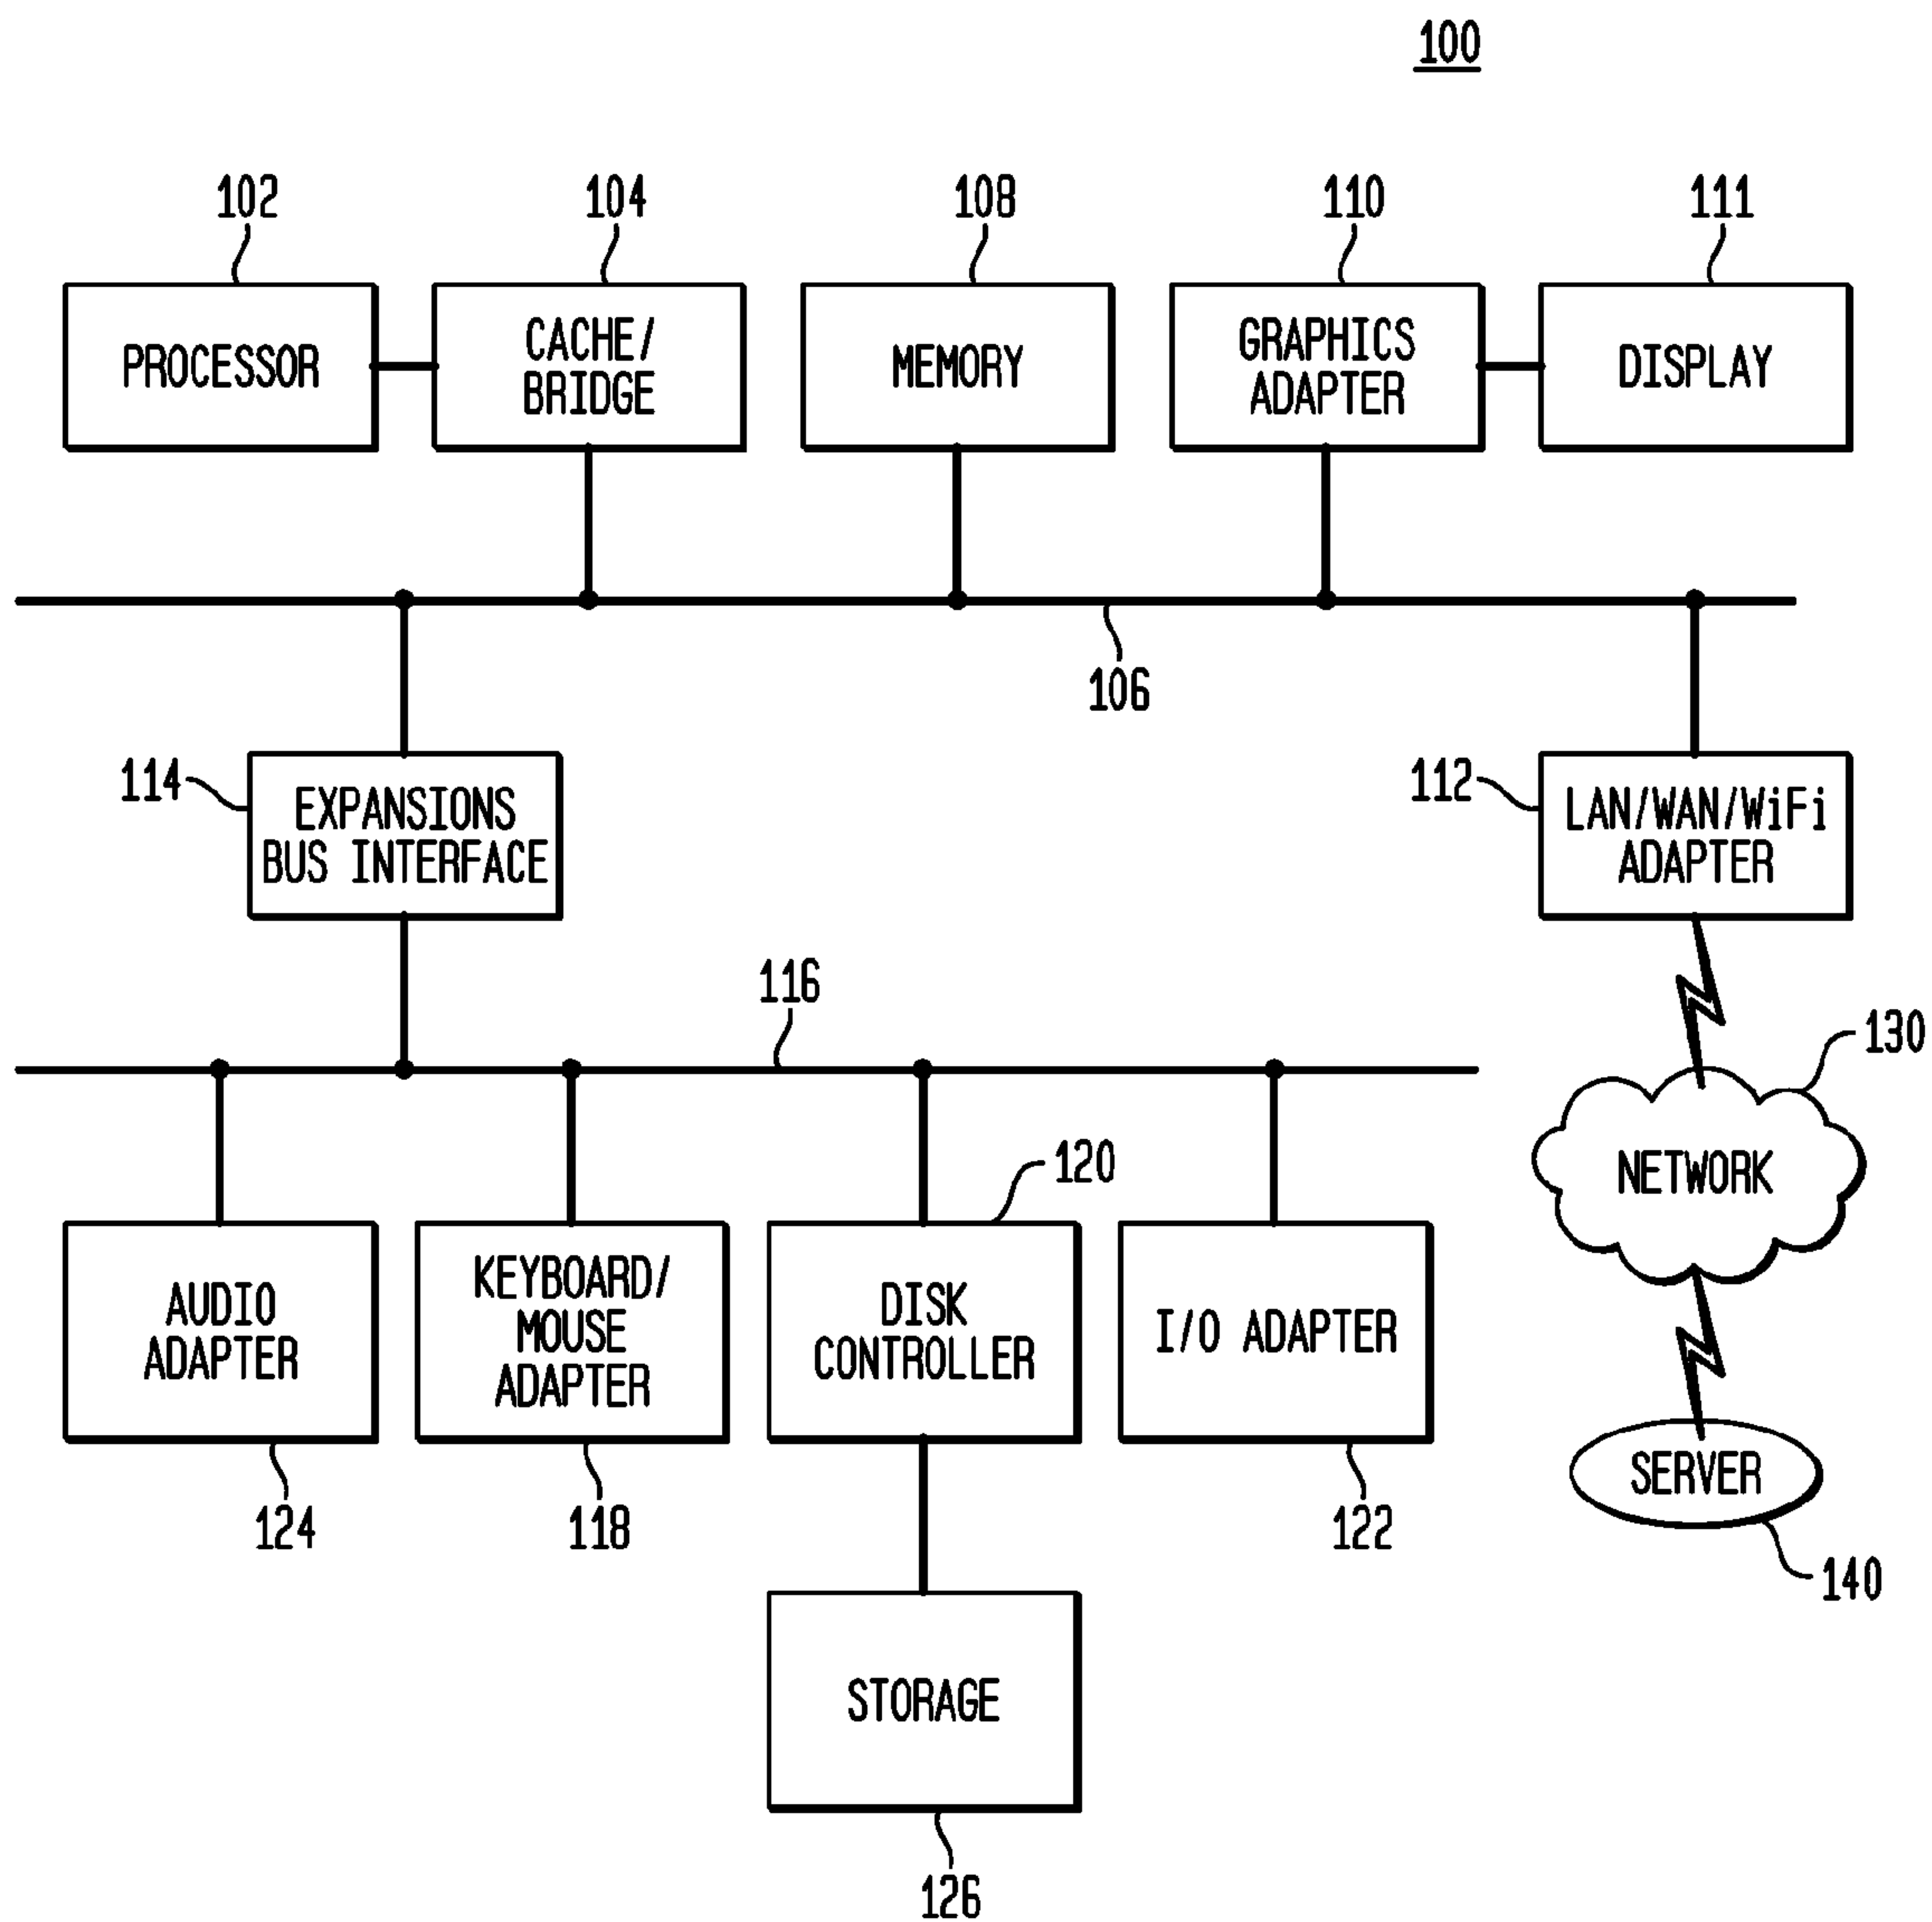 100
102
104
108
110
111
PROCESSOR
CACHE/
BRIDGE
MEMORY
GRAPHICS
ADAPTER
DISPLAY
106
114
EXPANSIONS
BUS INTERFACE
112
LAN/WAN/WiFi
ADAPTER
116
130
NETWORK
120
AUDIO
ADAPTER
KEYBOARD/
MOUSE
ADAPTER
DISK
CONTROLLER
I/O ADAPTER
SERVER
124
118
122
140
STORAGE
126